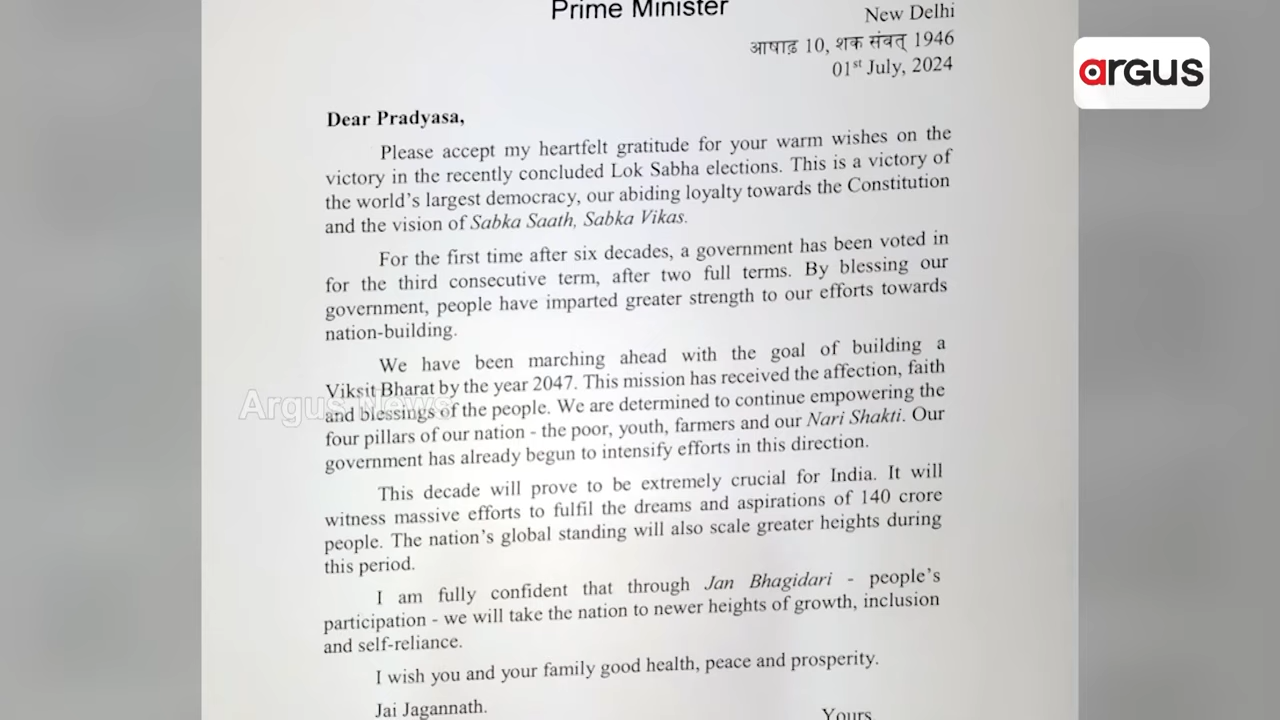 Prime Minister
New Delhi
आषाढ़ 10, शक संवत् 1946
01st July, 2024
argus
Dear Pradyasa,
Please accept my heartfelt gratitude for your warm wishes on the
victory in the recently concluded Lok Sabha elections. This is a victory of
the world's largest democracy, our abiding loyalty towards the Constitution
and the vision of Sabka Saath, Sabka Vikas.
For the first time after six decades, a government has been voted in
for the third consecutive term, after two full terms. By blessing our
government, people have imparted greater strength to our efforts towards
nation-building.
We have been marching ahead with the goal of building a
Viksit Bharat by the year 2047. This mission has received the affection, faith
Argus News
and blessings of the people. We are determined to continue empowering the
four pillars of our nation - the poor, youth, farmers and our Nari Shakti. Our
government has already begun to intensify efforts in this direction.
This decade will prove to be extremely crucial for India. It will
witness massive efforts to fulfil the dreams and aspirations of 140 crore
people. The nation's global standing will also scale greater heights during
this period.
I am fully confident that through Jan Bhagidari - people's
participation - we will take the nation to newer heights of growth, inclusion
and self-reliance.
I wish you and your family good health, peace and prosperity.
Jai Jagannath.
Yours